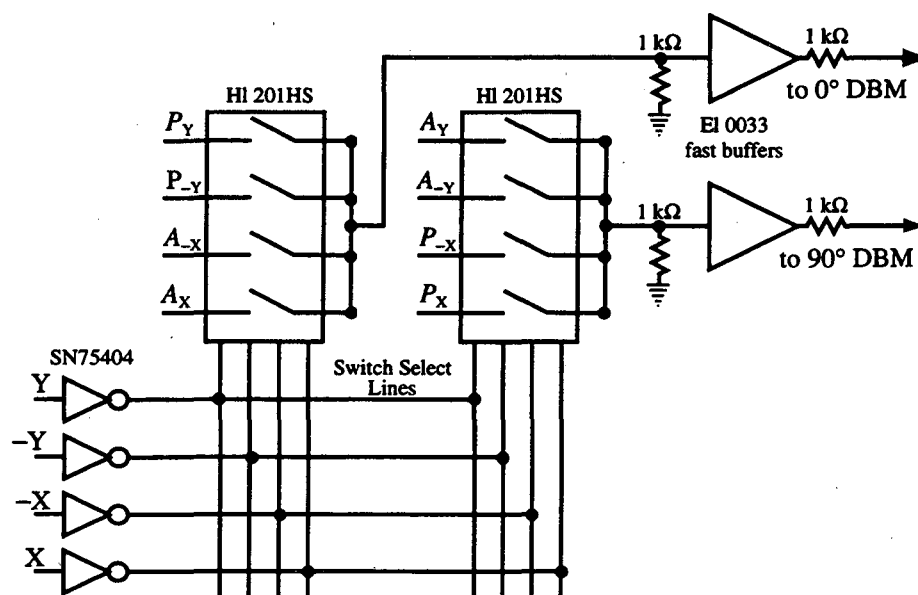 1 kΩ
1 kΩ
to 0° DBM
HI 201HS
HI 201HS
El 0033
fast buffers
P_Y
P_–Y
A_–X
A_X
A_Y
A_–Y
P_–X
P_X
1 kΩ
1 kΩ
to 90° DBM
SN75404
Switch Select
Lines
Y
–Y
–X
X